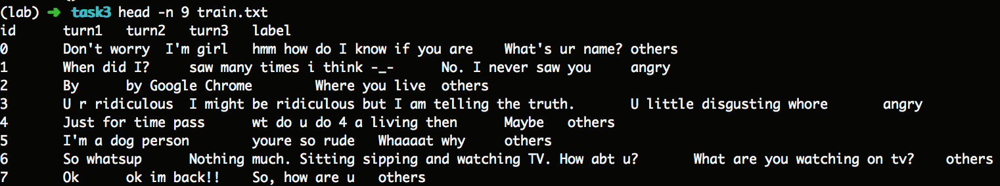 (lab) ➜ task3 head -n 9 train.txt
id turn1 turn2 turn3 label
0 Don't worry I'm girl hmm how do I know if you are What's ur name? others
1 When did I? saw many times i think -_- No. I never saw you angry
2 By by Google Chrome Where you live others
3 U r ridiculous I might be ridiculous but I am telling the truth. U little disgusting whore angry
4 Just for time pass wt do u do 4 a living then Maybe others
5 I'm a dog person youre so rude Whaaaat why others
6 So whatsup Nothing much. Sitting sipping and watching TV. How abt u? What are you watching on tv? others
7 Ok ok im back!! So, how are u others